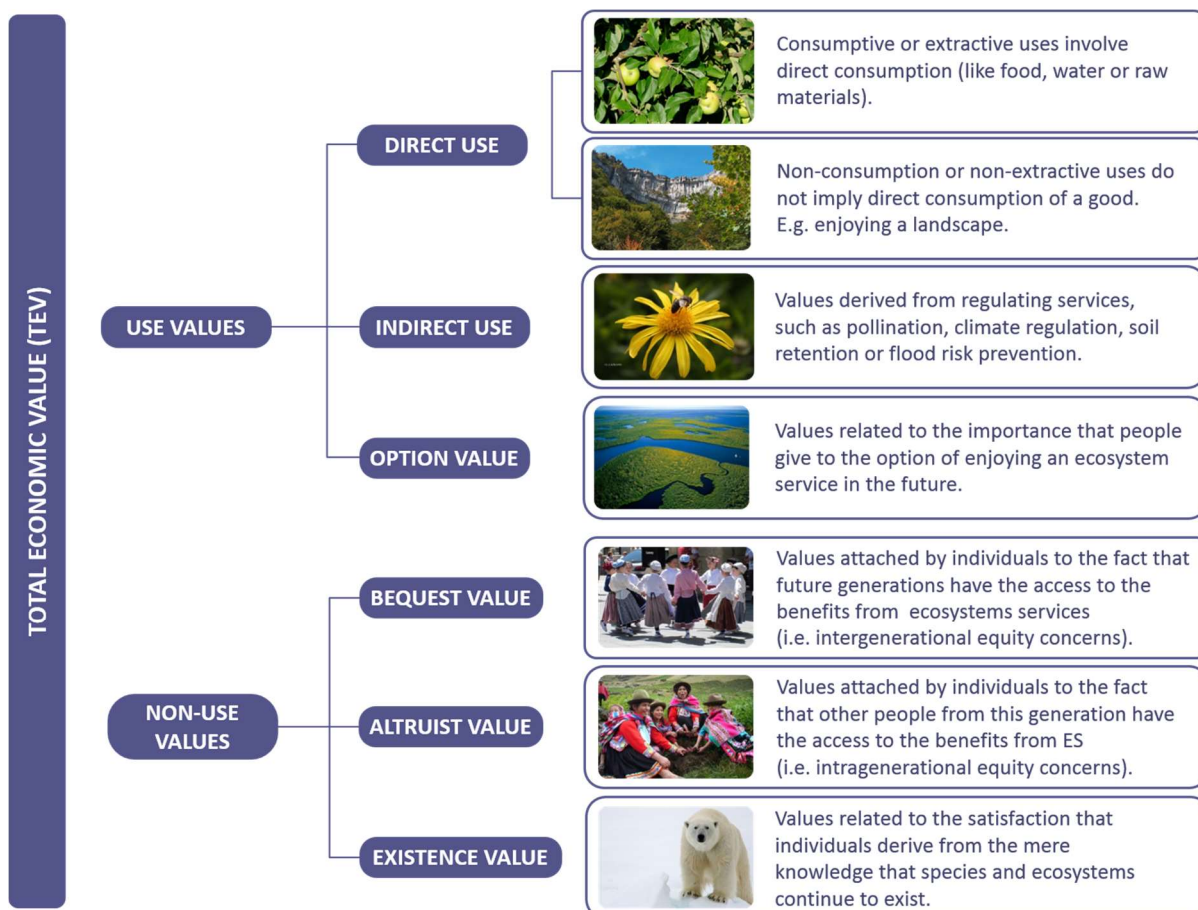 TOTAL ECONOMIC VALUE (TEV)
USE VALUES
DIRECT USE
Consumptive or extractive uses involve
direct consumption (like food, water or raw
materials).
Non-consumption or non-extractive uses do
not imply direct consumption of a good.
E.g. enjoying a landscape.
INDIRECT USE
Values derived from regulating services,
such as pollination, climate regulation, soil
retention or flood risk prevention.
OPTION VALUE
Values related to the importance that people
give to the option of enjoying an ecosystem
service in the future.
NON-USE
VALUES
BEQUEST VALUE
Values attached by individuals to the fact that
future generations have the access to the
benefits from ecosystems services
(i.e. intergenerational equity concerns).
ALTRUIST VALUE
Values attached by individuals to the fact
that other people from this generation have
the access to the benefits from ES
(i.e. intragenerational equity concerns).
EXISTENCE VALUE
Values related to the satisfaction that
individuals derive from the mere
knowledge that species and ecosystems
continue to exist.